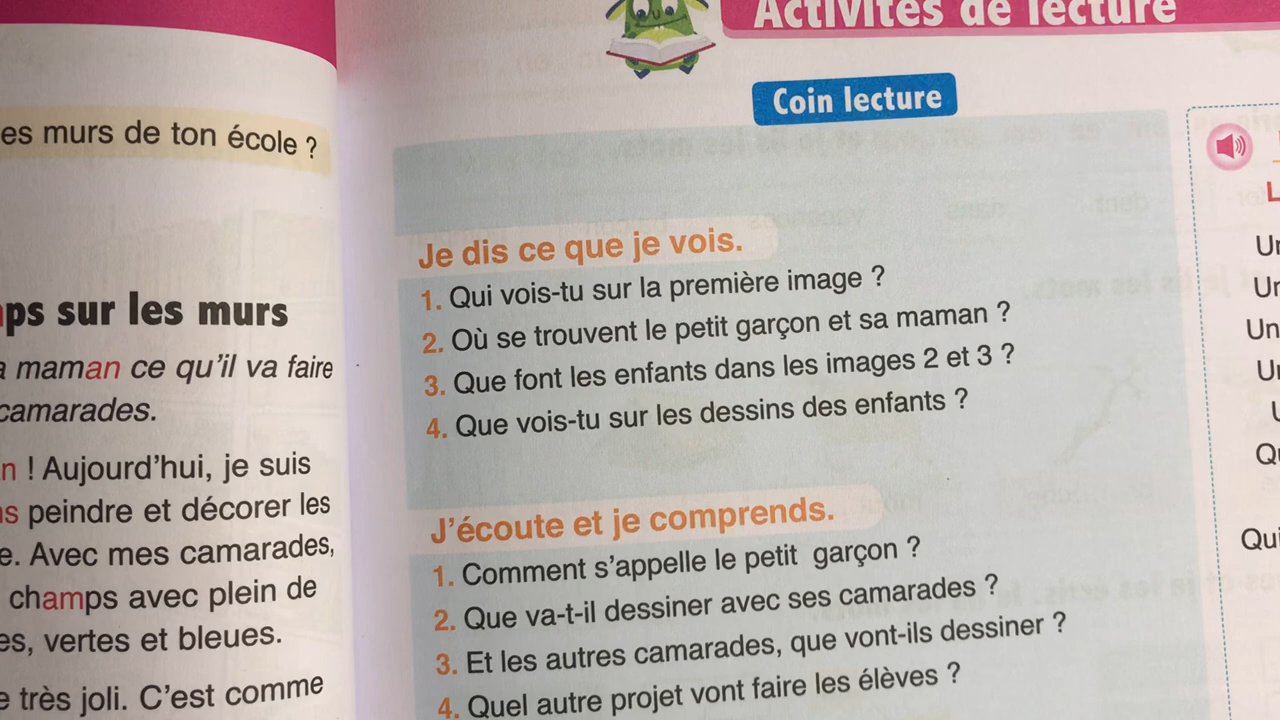 es murs de ton école ?
ps sur les murs
maman ce qu'il va faire
camarades.
n ! Aujourd'hui, je suis
peindre et décorer les
e. Avec mes camarades,
champs avec plein de
es, vertes et bleues.
e très joli. C'est comme
Activités de lecture
Coin lecture
Je dis ce que je vois.
1. Qui vois-tu sur la première image ?
2. Où se trouvent le petit garçon et sa maman ?
3. Que font les enfants dans les images 2 et 3 ?
4. Que vois-tu sur les dessins des enfants ?
J'écoute et je comprends.
1. Comment s'appelle le petit garçon ?
2. Que va-t-il dessiner avec ses camarades ?
3. Et les autres camarades, que vont-ils dessiner ?
4. Quel autre projet vont faire les élèves ?